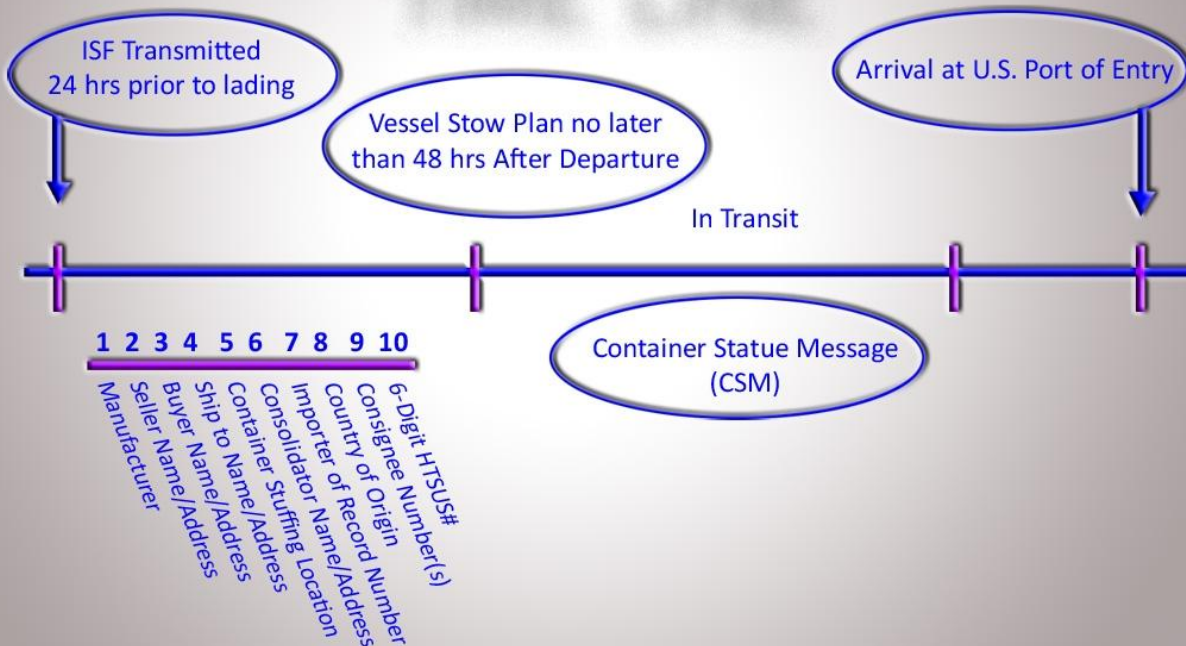 ISF Transmitted
24 hrs prior to lading
Vessel Stow Plan no later
than 48 hrs After Departure
Arrival at U.S. Port of Entry
In Transit
Container Statue Message
(CSM)
1 2 3 4 5 6 7 8 9 10
Manufacturer
Seller Name/Address
Buyer Name/Address
Ship to Name/Address
Container Stuffing Location
Consolidator Name/Address
Importer of Record Number
Country of Origin
Consignee Number(s)
6-Digit HTSUS#